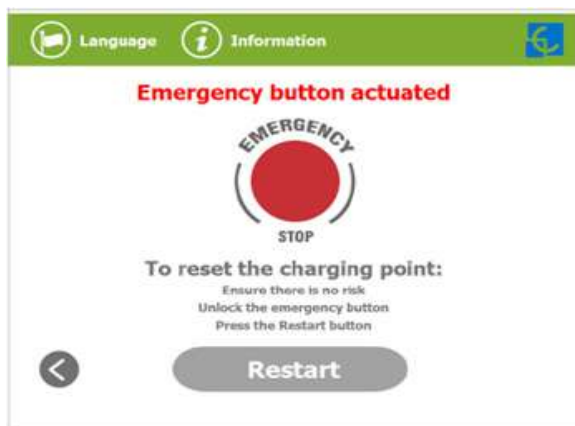 Language
Information
Emergency button actuated
EMERGENCY
STOP
To reset the charging point:
Ensure there is no risk
Unlock the emergency button
Press the Restart button
Restart